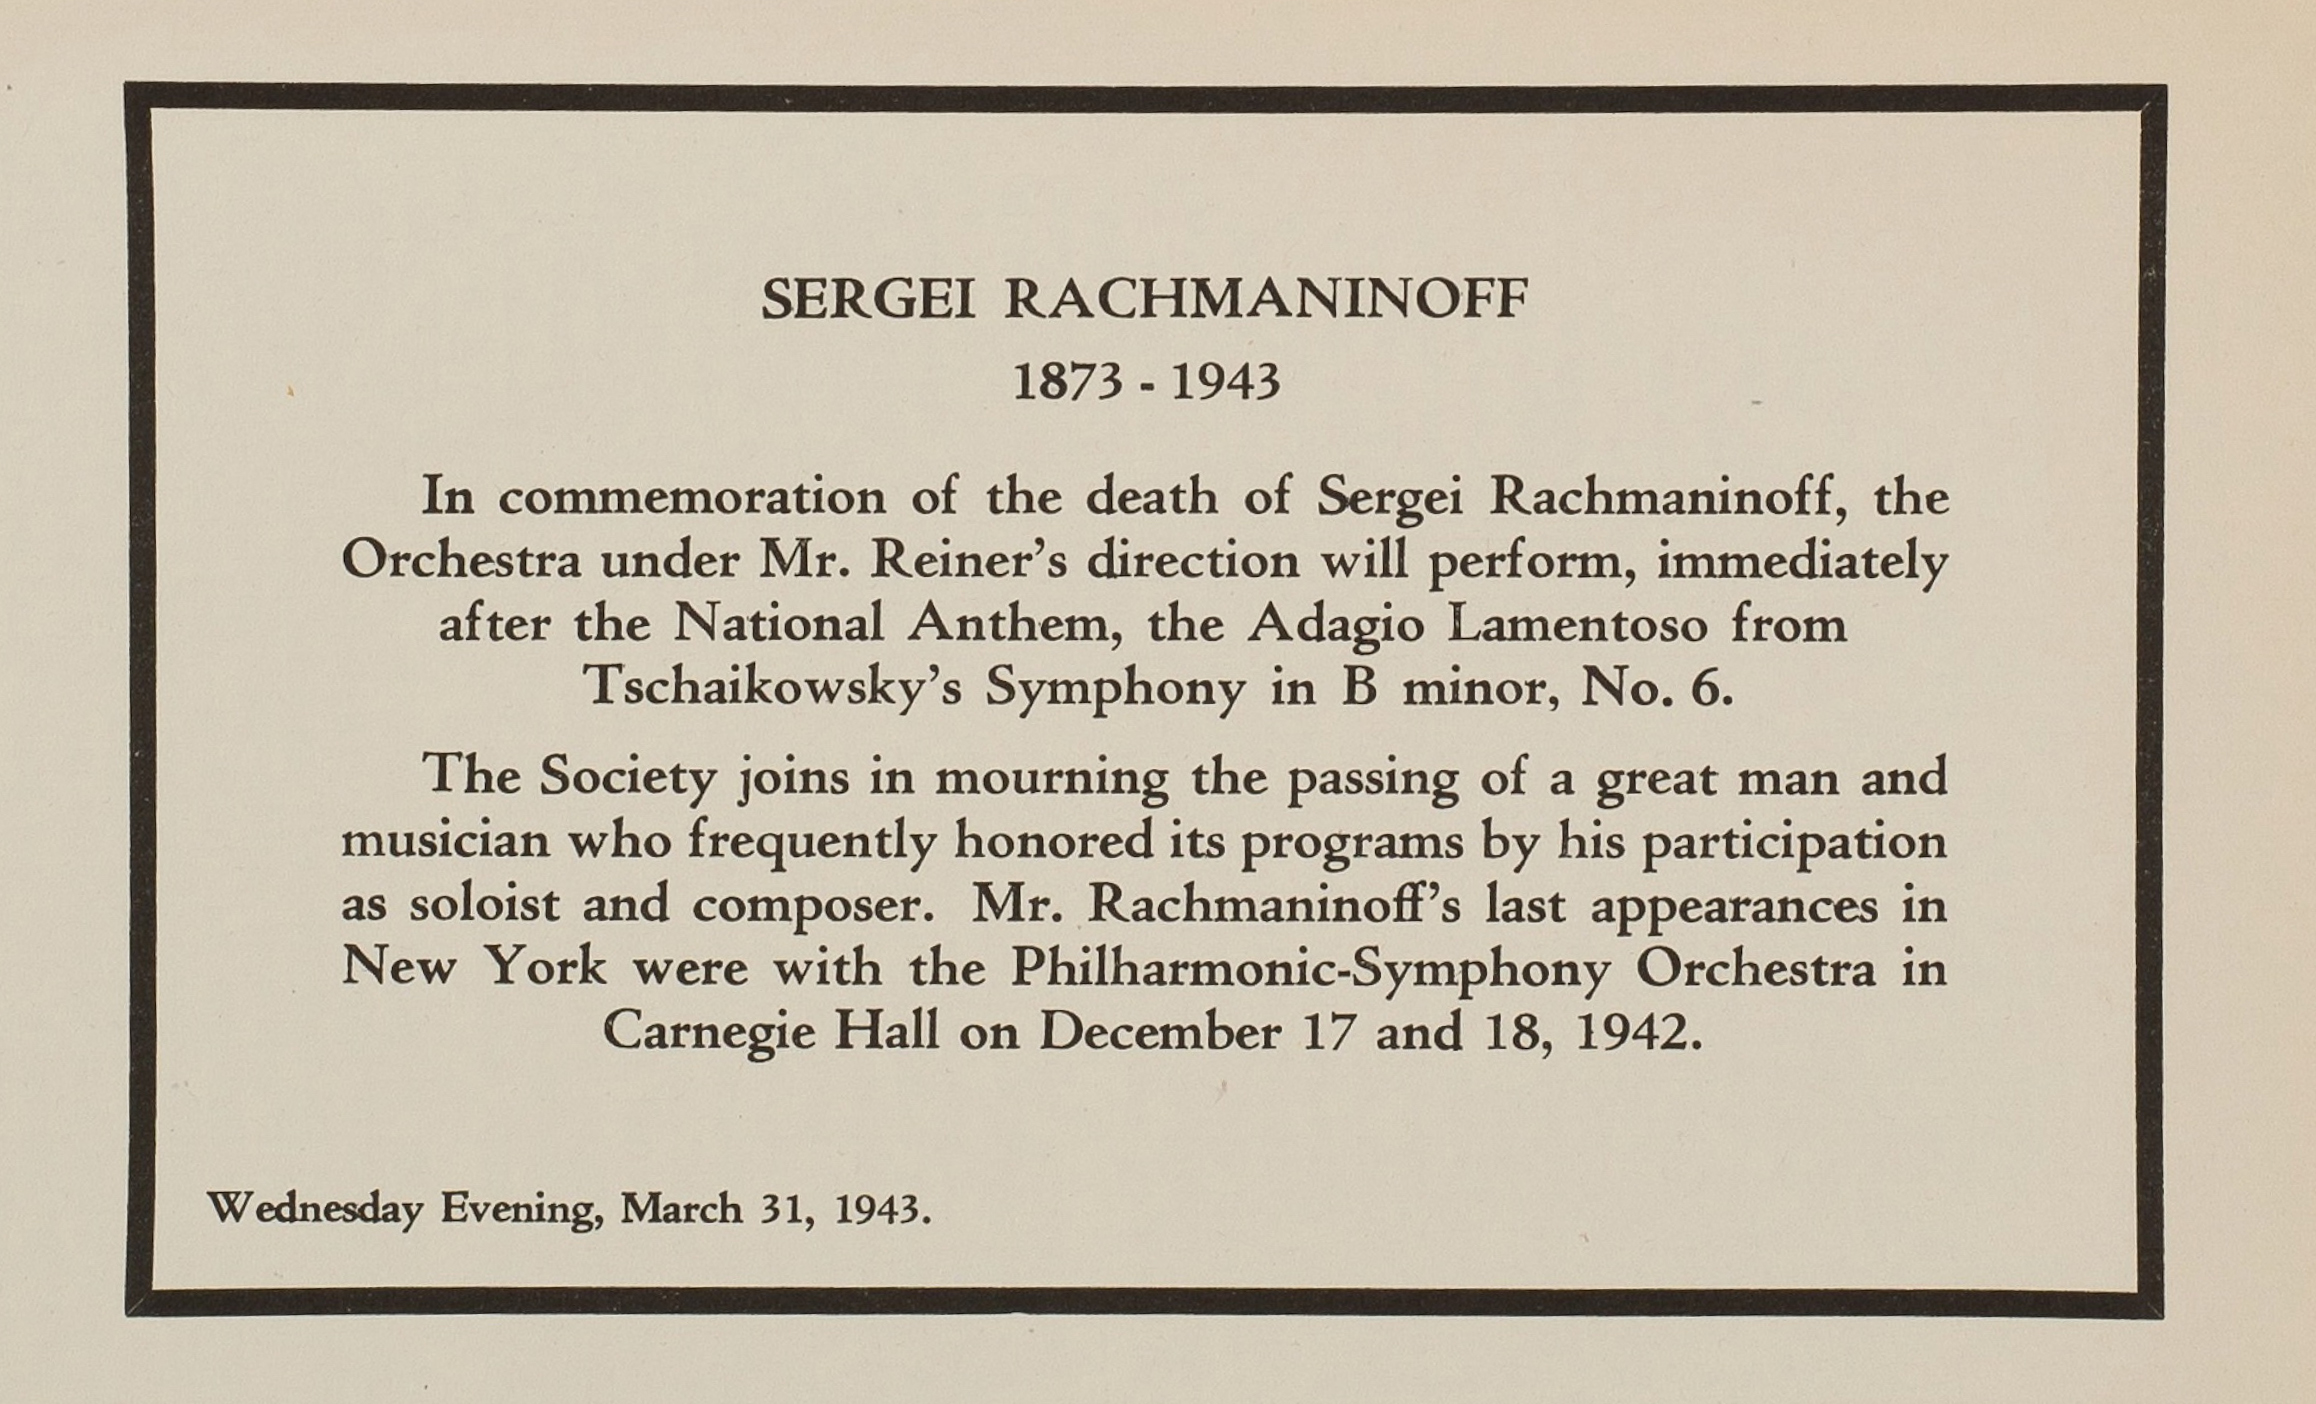 SERGEI RACHMANINOFF
1873 - 1943
In commemoration of the death of Sergei Rachmaninoff, the
Orchestra under Mr. Reiner's direction will perform, immediately
after the National Anthem, the Adagio Lamentoso from
Tschaikowsky's Symphony in B minor, No. 6.
The Society joins in mourning the passing of a great man and
musician who frequently honored its programs by his participation
as soloist and composer. Mr. Rachmaninoff's last appearances in
New York were with the Philharmonic-Symphony Orchestra in
Carnegie Hall on December 17 and 18, 1942.
Wednesday Evening, March 31, 1943.